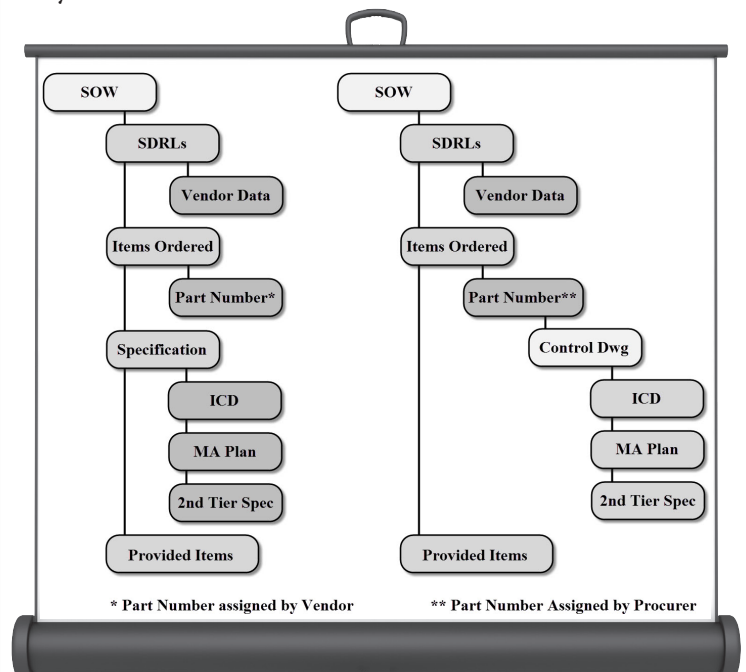 SOW
SDRLs
Vendor Data
Items Ordered
Part Number*
Specification
ICD
MA Plan
2nd Tier Spec
Provided Items
* Part Number assigned by Vendor
SOW
SDRLs
Vendor Data
Items Ordered
Part Number**
Control Dwg
ICD
MA Plan
2nd Tier Spec
Provided Items
** Part Number Assigned by Procurer